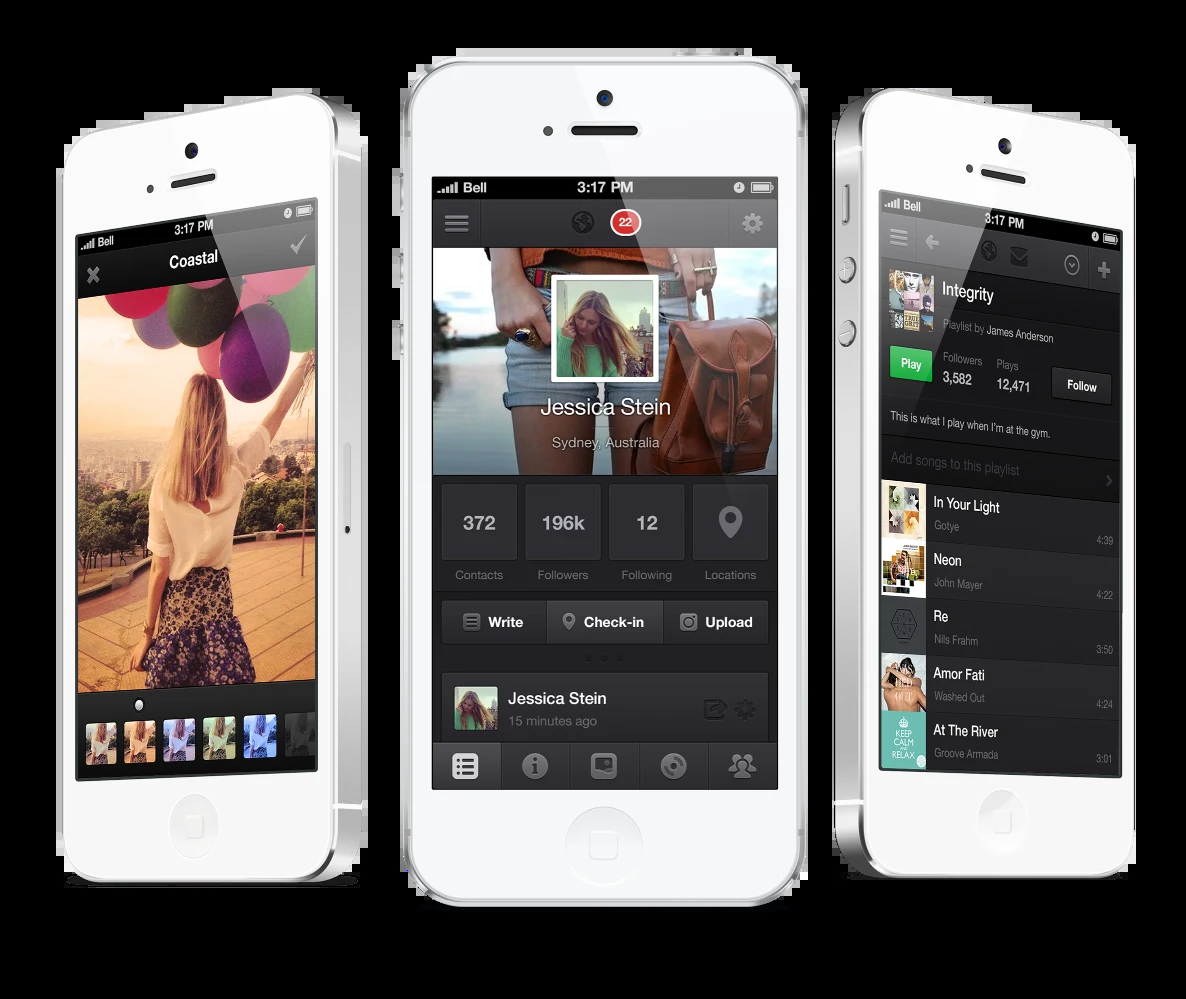 Bell 3:17 PM
Coastal
Bell 3:17 PM
22
Jessica Stein
Sydney, Australia
372 196k 12
Contacts Followers Following Locations
Write Check-in Upload
Jessica Stein
15 minutes ago
Bell 3:17 PM
Integrity
Playlist by James Anderson
Play
Followers Plays
3,582 12,471
Follow
This is what I play when I'm at the gym.
Add songs to this playlist
In Your Light
Gotye
4:39
Neon
John Mayer
4:22
Re
Nils Frahm
3:50
Amor Fati
Washed Out
4:24
KEEP
CALM
AND
RELAX
At The River
Groove Armada
3:01